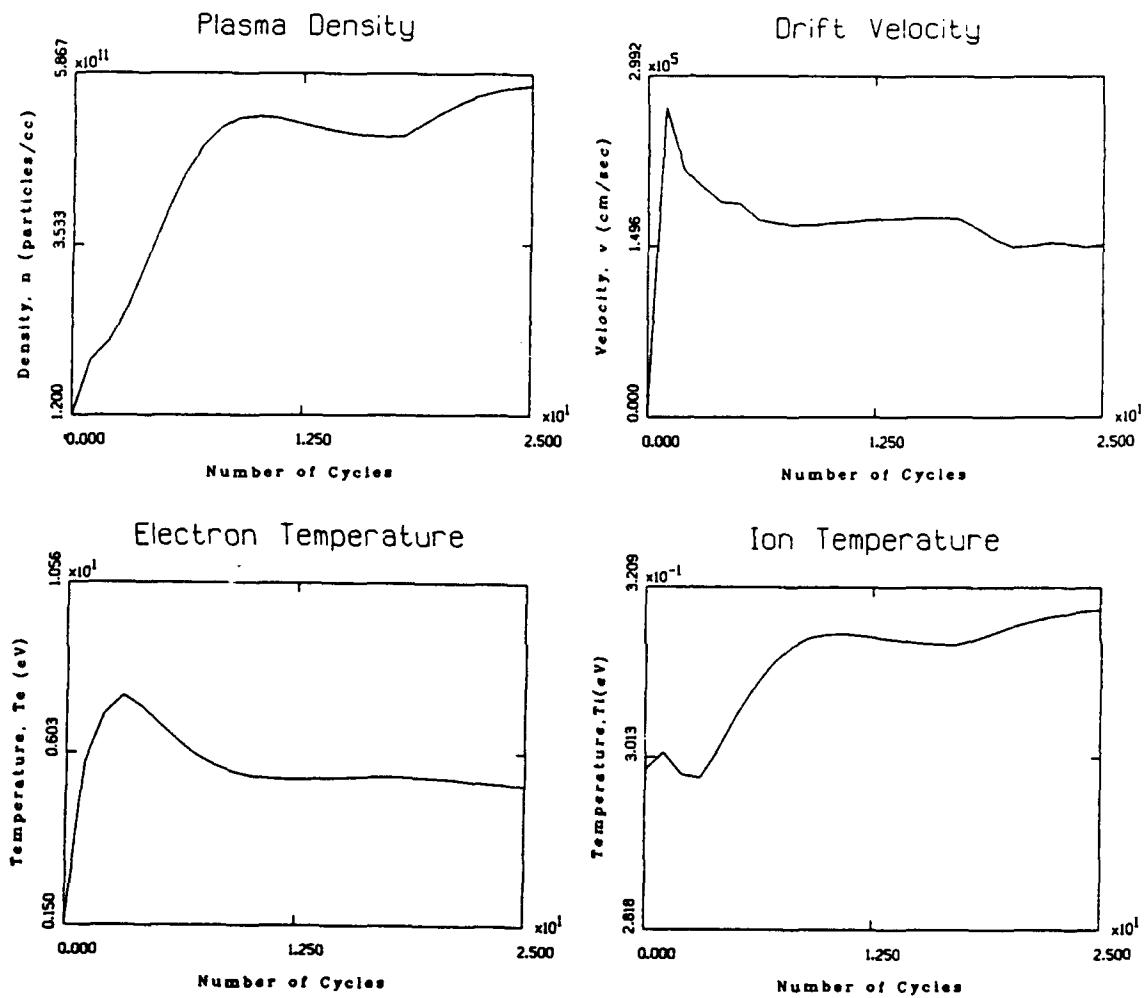 Plasma Density
5.867
x10^11
3.533
1.200
Density, n (particles/cc)
0.000
1.250
2.500
x10^1
Number of Cycles
Drift Velocity
2.992
x10^5
1.496
0.000
Velocity, v (cm/sec)
0.000
1.250
2.500
x10^1
Number of Cycles
Electron Temperature
1.056
x10^1
0.603
0.150
Temperature, Te (eV)
0.000
1.250
2.500
x10^1
Number of Cycles
Ion Temperature
3.209
x10^-1
3.013
2.818
Temperature,Ti(eV)
0.000
1.250
2.500
x10^1
Number of Cycles